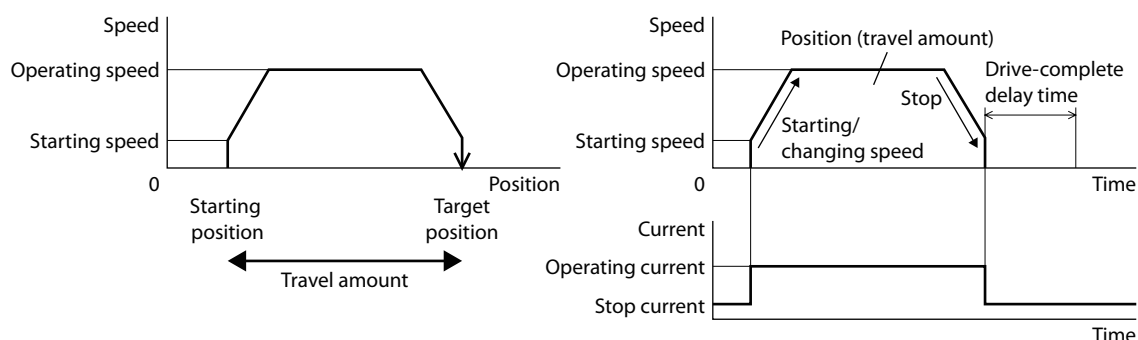 Speed
Operating speed
Starting speed
0
Position
Starting
position
Target
position
Travel amount
Speed
Position (travel amount)
Operating speed
Drive-complete
delay time
Stop
Starting/
changing speed
Starting speed
0
Time
Current
Operating current
Stop current
Time